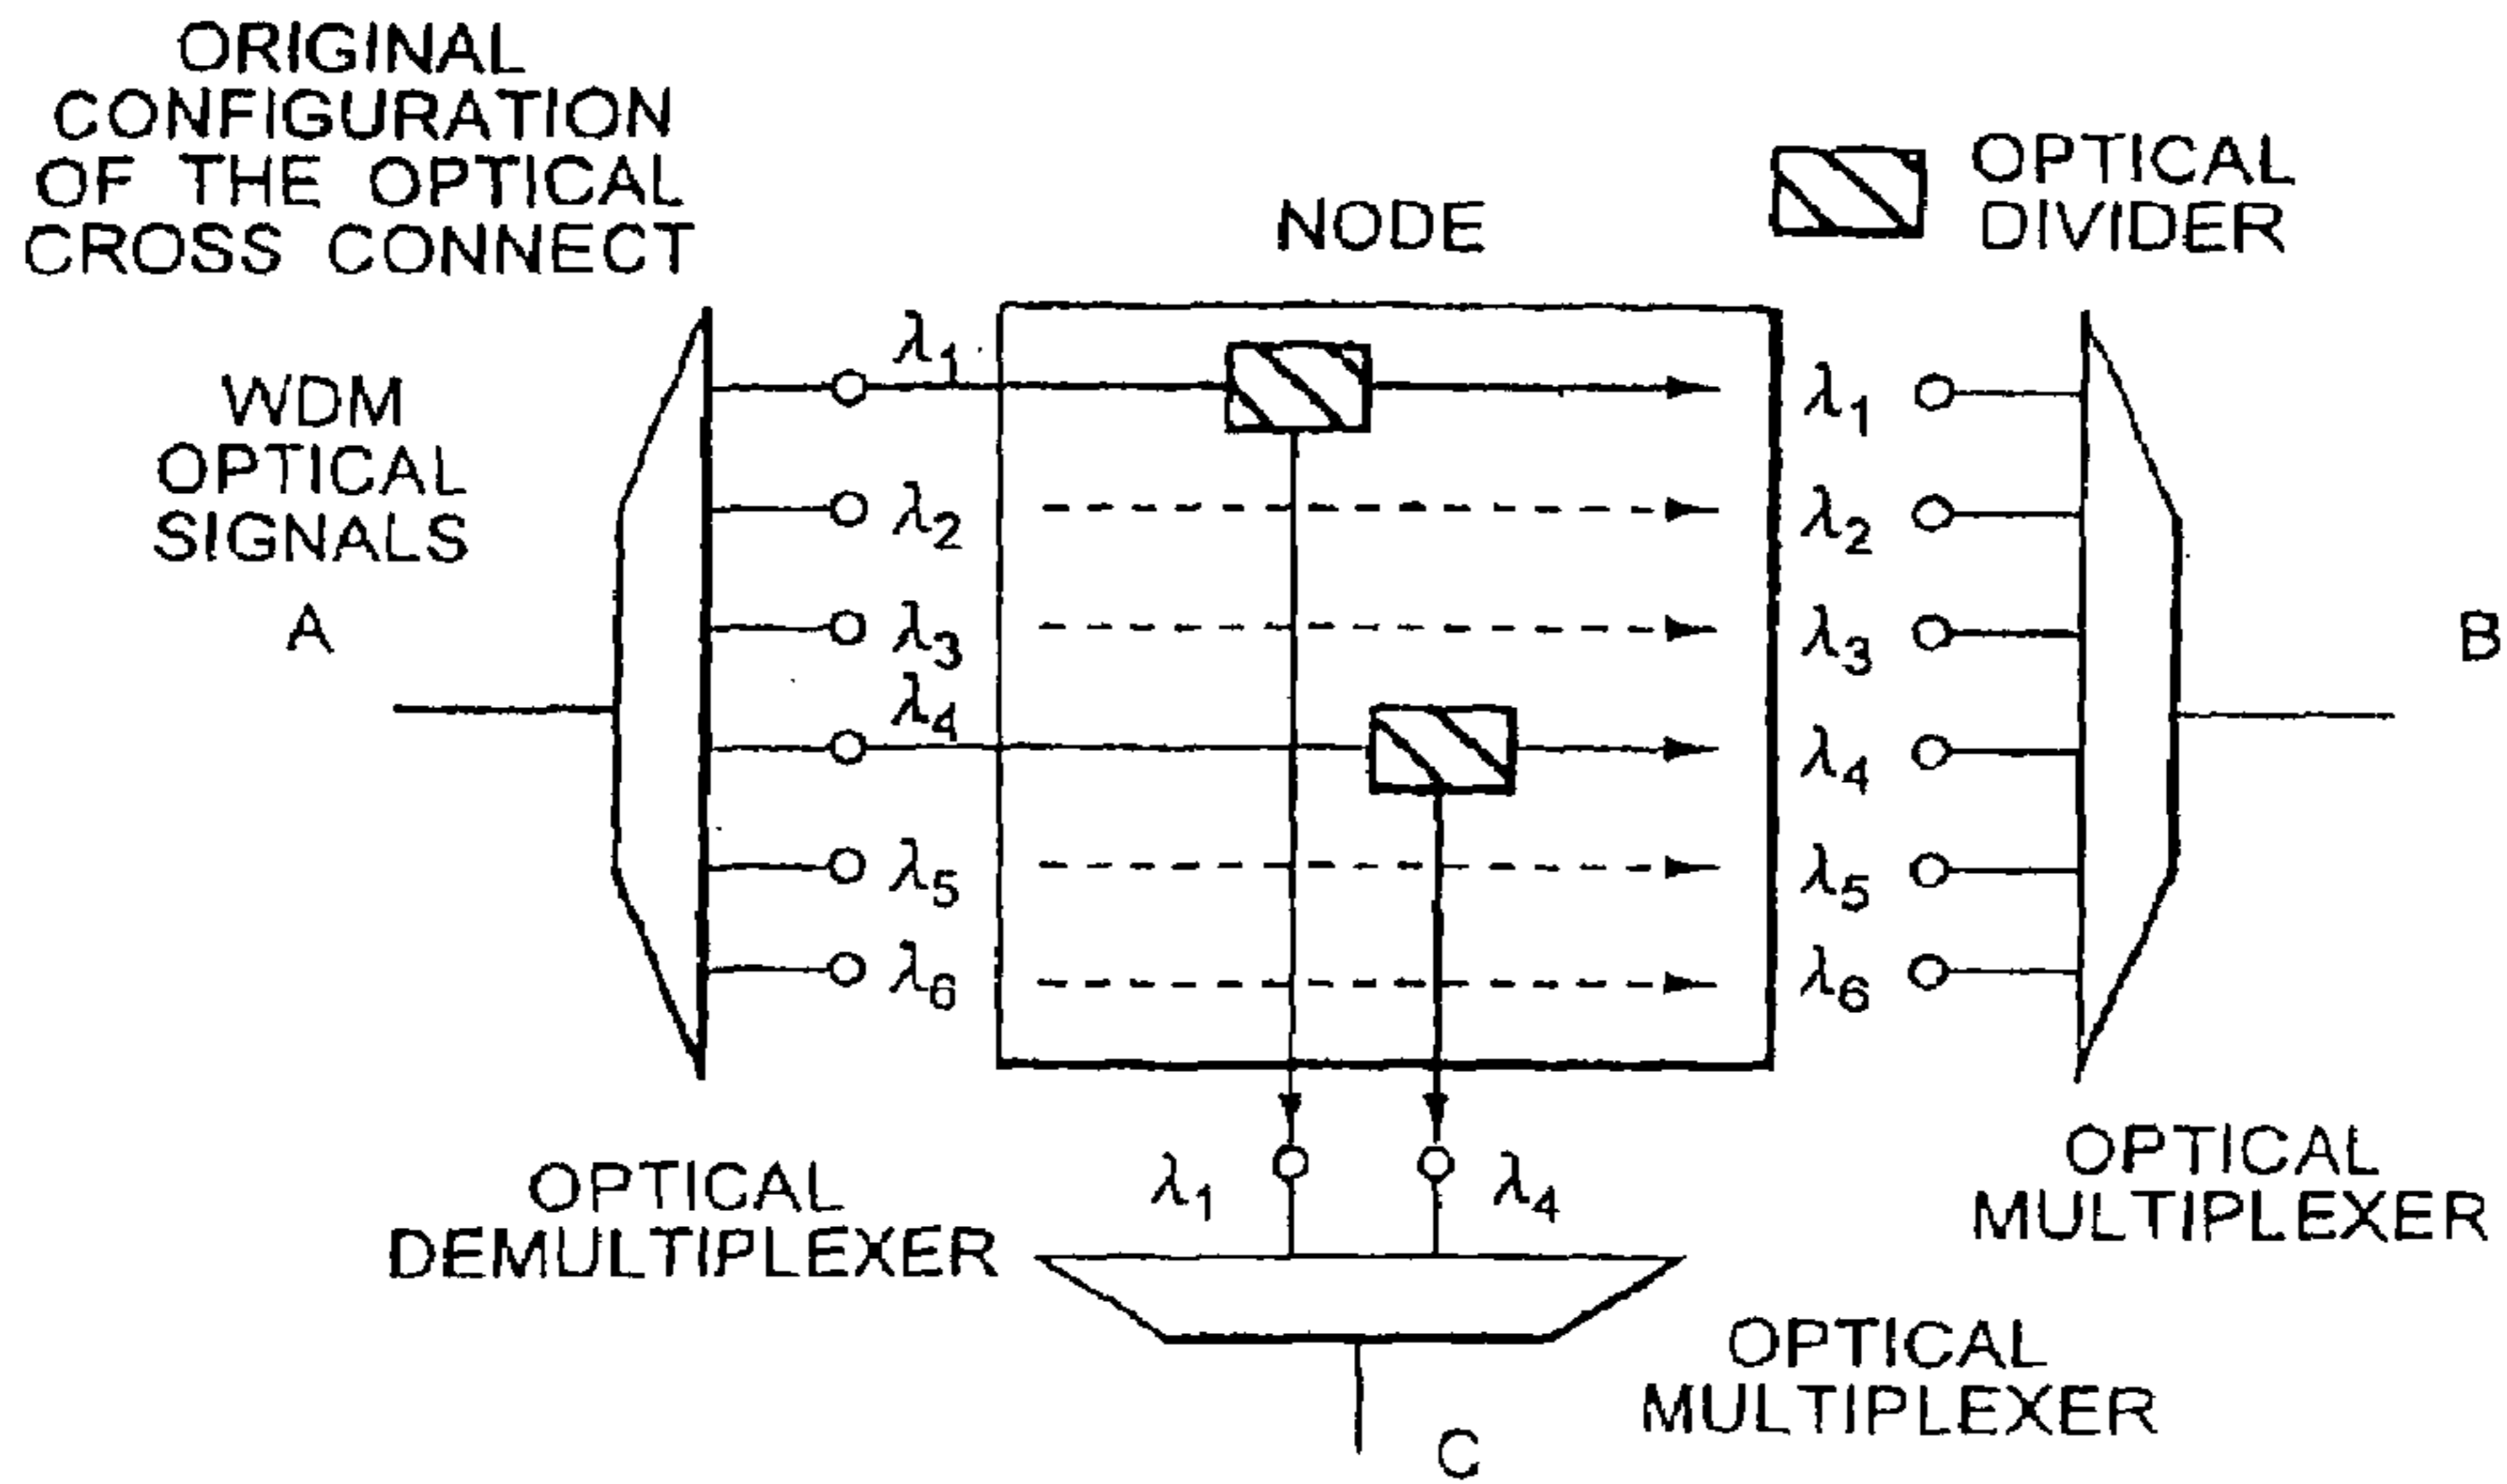 ORIGINAL
CONFIGURATION
OF THE OPTICAL
CROSS CONNECT
NODE
OPTICAL
DIVIDER
WDM
OPTICAL
SIGNALS
A
λ1
λ2
λ3
λ4
λ5
λ6
λ1
λ2
λ3
λ4
λ5
λ6
B
λ1
λ4
OPTICAL
DEMULTIPLEXER
OPTICAL
MULTIPLEXER
OPTICAL
MULTIPLEXER
C